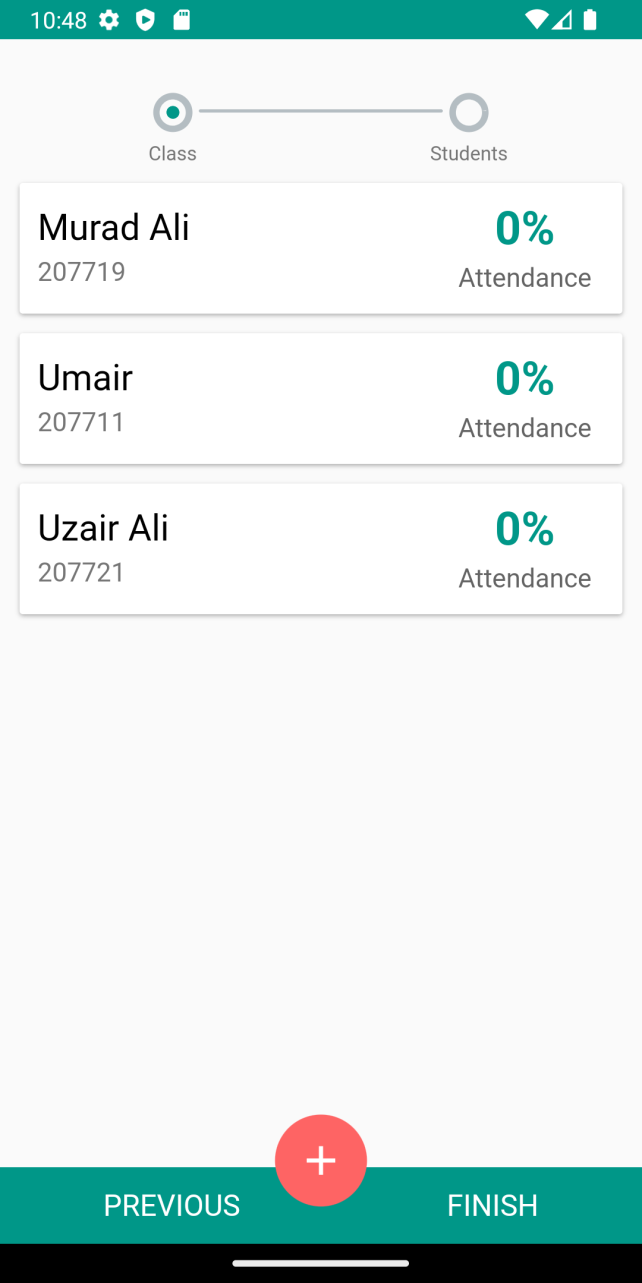 10:48
Class
Students
Murad Ali
207719
0%
Attendance
Umair
207711
0%
Attendance
Uzair Ali
207721
0%
Attendance
PREVIOUS
FINISH